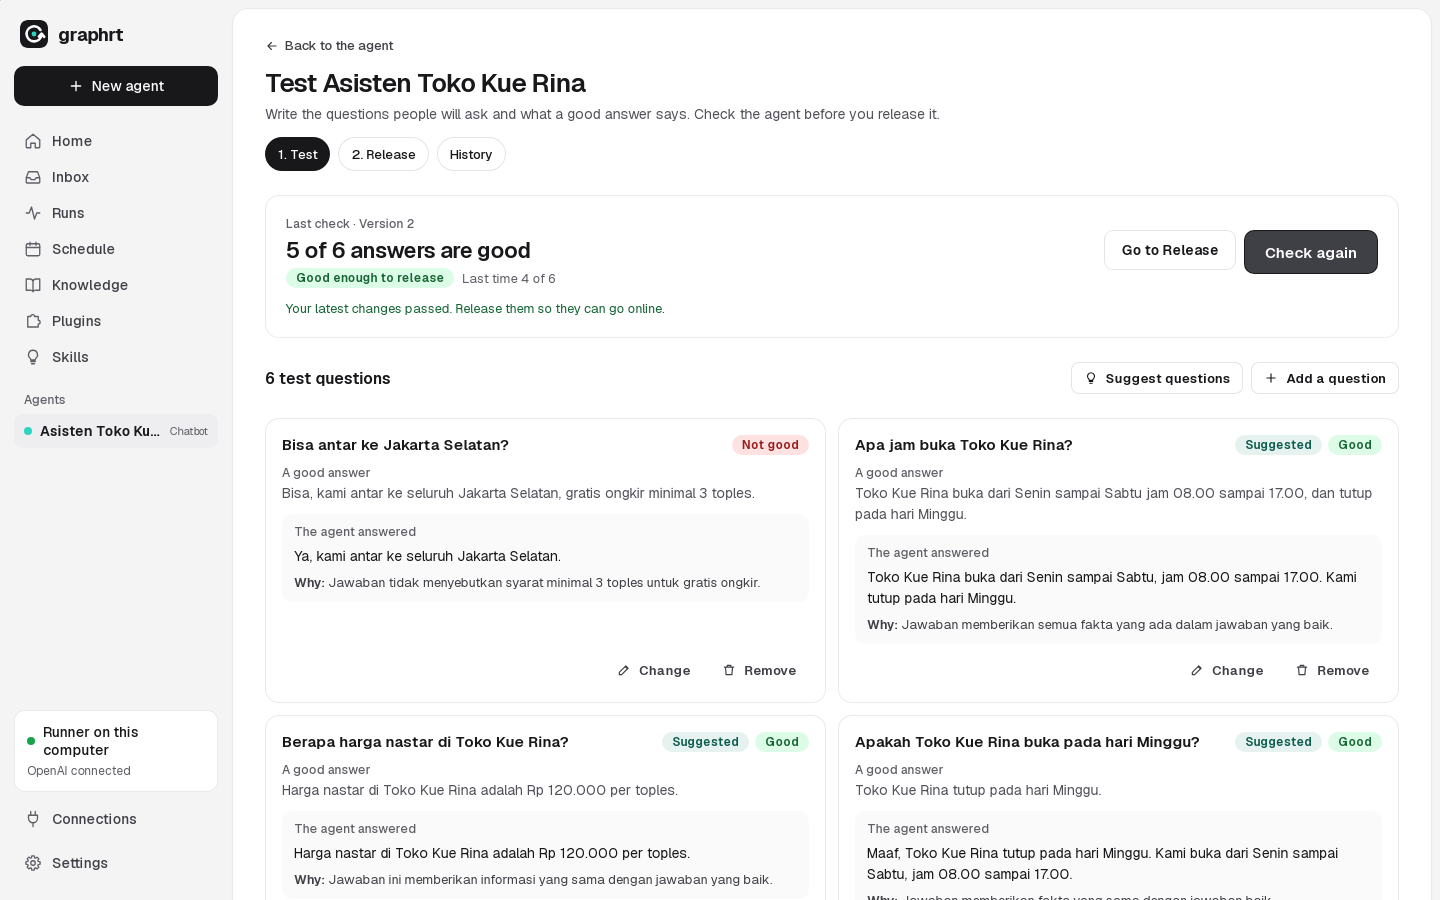 graphrt
New agent
Home
Inbox
Runs
Schedule
Knowledge
Plugins
Skills
Agents
Asisten Toko Ku... Chatbot
Runner on this
computer
OpenAI connected
Connections
Settings
Back to the agent
Test Asisten Toko Kue Rina
Write the questions people will ask and what a good answer says. Check the agent before you release it.
1. Test 2. Release History
Last check · Version 2
5 of 6 answers are good
Good enough to release Last time 4 of 6
Your latest changes passed. Release them so they can go online.
Go to Release Check again
6 test questions
Suggest questions Add a question
Bisa antar ke Jakarta Selatan? Not good
A good answer
Bisa, kami antar ke seluruh Jakarta Selatan, gratis ongkir minimal 3 toples.
The agent answered
Ya, kami antar ke seluruh Jakarta Selatan.
Why: Jawaban tidak menyebutkan syarat minimal 3 toples untuk gratis ongkir.
Change Remove
Apa jam buka Toko Kue Rina? Suggested Good
A good answer
Toko Kue Rina buka dari Senin sampai Sabtu jam 08.00 sampai 17.00, dan tutup
pada hari Minggu.
The agent answered
Toko Kue Rina buka dari Senin sampai Sabtu, jam 08.00 sampai 17.00. Kami
tutup pada hari Minggu.
Why: Jawaban memberikan semua fakta yang ada dalam jawaban yang baik.
Change Remove
Berapa harga nastar di Toko Kue Rina? Suggested Good
A good answer
Harga nastar di Toko Kue Rina adalah Rp 120.000 per toples.
The agent answered
Harga nastar di Toko Kue Rina adalah Rp 120.000 per toples.
Why: Jawaban ini memberikan informasi yang sama dengan jawaban yang baik.
Apakah Toko Kue Rina buka pada hari Minggu? Suggested Good
A good answer
Toko Kue Rina tutup pada hari Minggu.
The agent answered
Maaf, Toko Kue Rina tutup pada hari Minggu. Kami buka dari Senin sampai
Sabtu, jam 08.00 sampai 17.00.
Why: Jawaban memberikan fakta yang sama dengan jawaban yang baik.